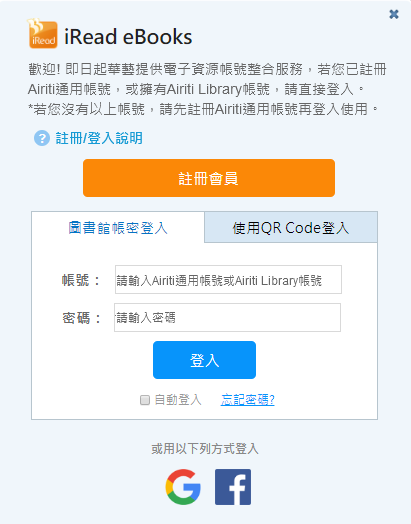 iRead
iRead eBooks
歡迎! 即日起華藝提供電子資源帳號整合服務，若您已註冊
Airiti通用帳號，或擁有Airiti Library帳號，請直接登入。
*若您沒有以上帳號，請先註冊Airiti通用帳號再登入使用。
? 註冊/登入說明
註冊會員
圖書館帳密登入
使用QR Code登入
帳號： 請輸入Airiti通用帳號或Airiti Library帳號
密碼： 請輸入密碼
登入
自動登入 忘記密碼?
或用以下列方式登入